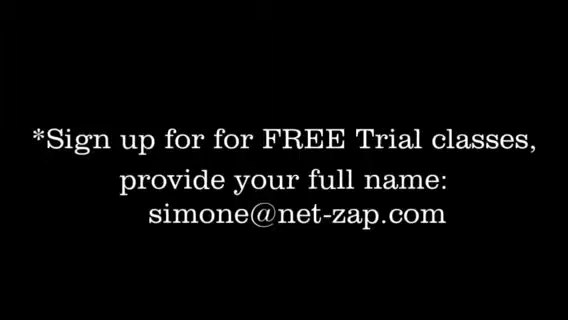 *Sign up for for FREE Trial classes,
provide your full name:
simone@net-zap.com